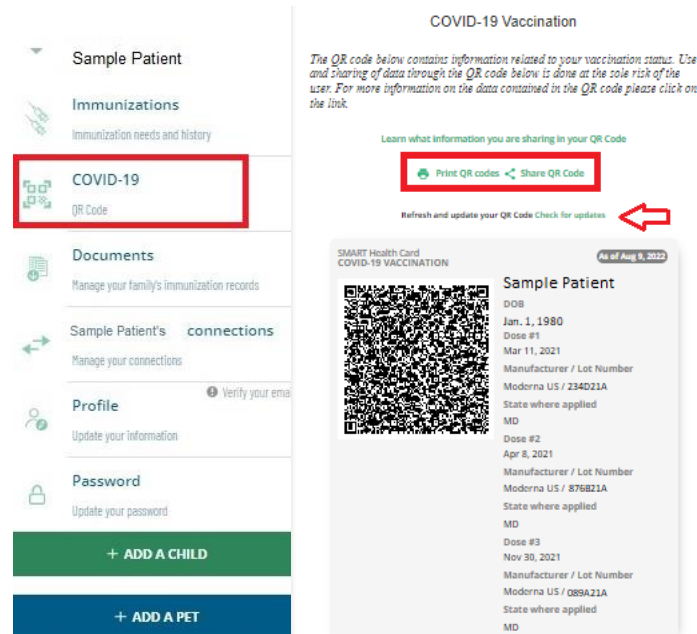 Sample Patient
Immunizations
Immunization needs and history
COVID-19
QR Code
Documents
Manage your family's immunization records
Sample Patient's connections
Manage your connections
Verify your emai
Profile
Update your information
Password
Update your password
+ ADD A CHILD
+ ADD A PET
COVID-19 Vaccination
The QR code below contains information related to your vaccination status. Use
and sharing of data through the QR code below is done at the sole risk of the
user. For more information on the data contained in the QR code please click on
the link.
Learn what information you are sharing in your QR Code
Print QR codes Share QR Code
Refresh and update your QR Code Check for updates
SMART Health Card
COVID-19 VACCINATION
As of Aug 9, 2022
Sample Patient
DOB
Jan. 1, 1980
Dose #1
Mar 11, 2021
Manufacturer / Lot Number
Moderna US / 234D21A
State where applied
MD
Dose #2
Apr 8, 2021
Manufacturer / Lot Number
Moderna US / 876B21A
State where applied
MD
Dose #3
Nov 30, 2021
Manufacturer / Lot Number
Moderna US / 089A21A
State where applied
MD